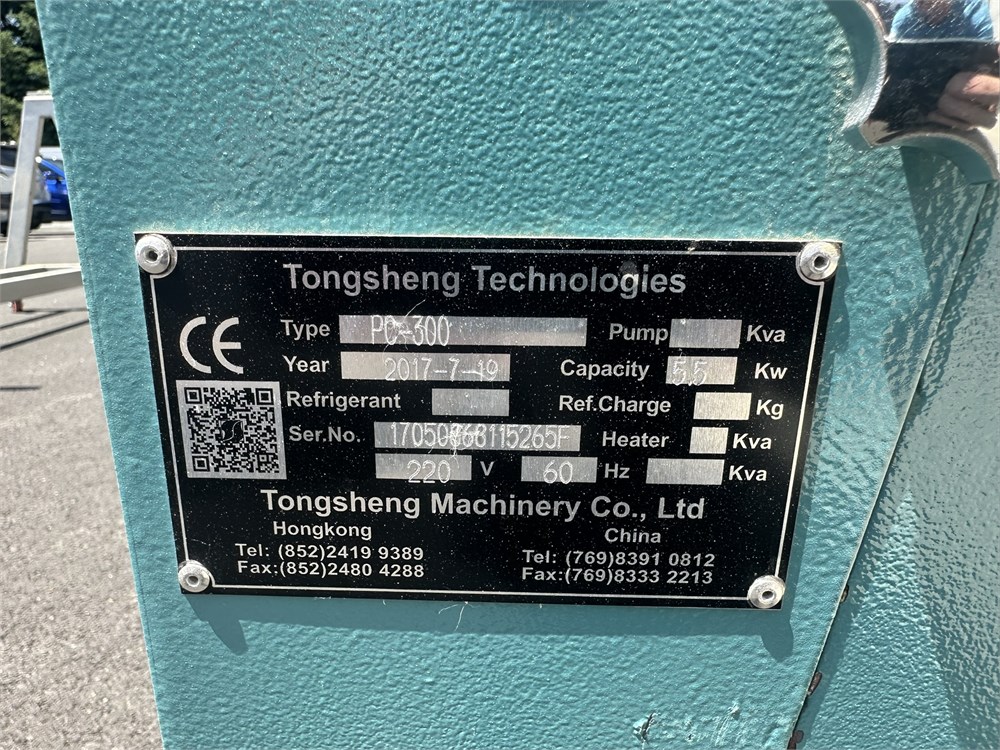 Tongsheng Technologies
CE
Type PC-300 Pump Kva
Year 2017-7-19 Capacity 5.5 Kw
Refrigerant Ref.Charge Kg
Ser.No. Heater Kva
220 V 60 Hz Kva
Tongsheng Machinery Co., Ltd
Hongkong China
Tel: (852)2419 9389 Tel: (769)8391 0812
Fax:(852)2480 4288 Fax:(769)8333 2213